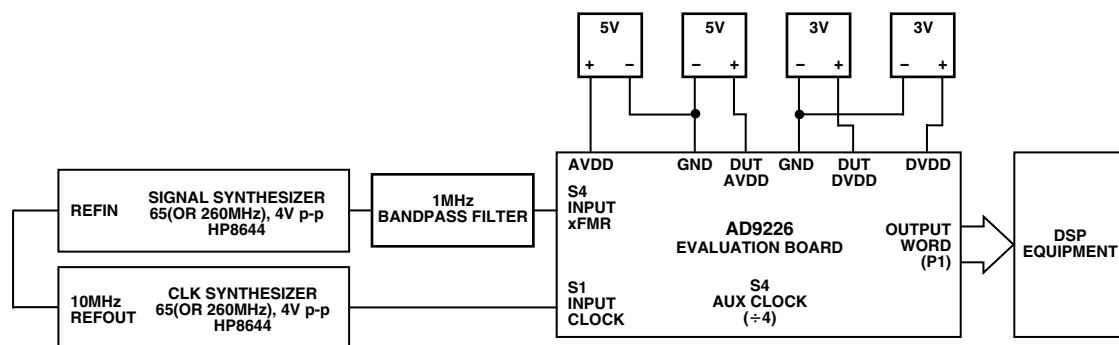 5V
5V
3V
3V
+ −
− +
− +
− +
AVDD
GND
DUT
AVDD
GND
DUT
DVDD
DVDD
REFIN
SIGNAL SYNTHESIZER
65(OR 260MHz), 4V p-p
HP8644
1MHz
BANDPASS FILTER
S4
INPUT
xFMR
AD9226
EVALUATION BOARD
OUTPUT
WORD
(P1)
DSP
EQUIPMENT
10MHz
REFOUT
CLK SYNTHESIZER
65(OR 260MHz), 4V p-p
HP8644
S1
INPUT
CLOCK
S4
AUX CLOCK
(÷4)